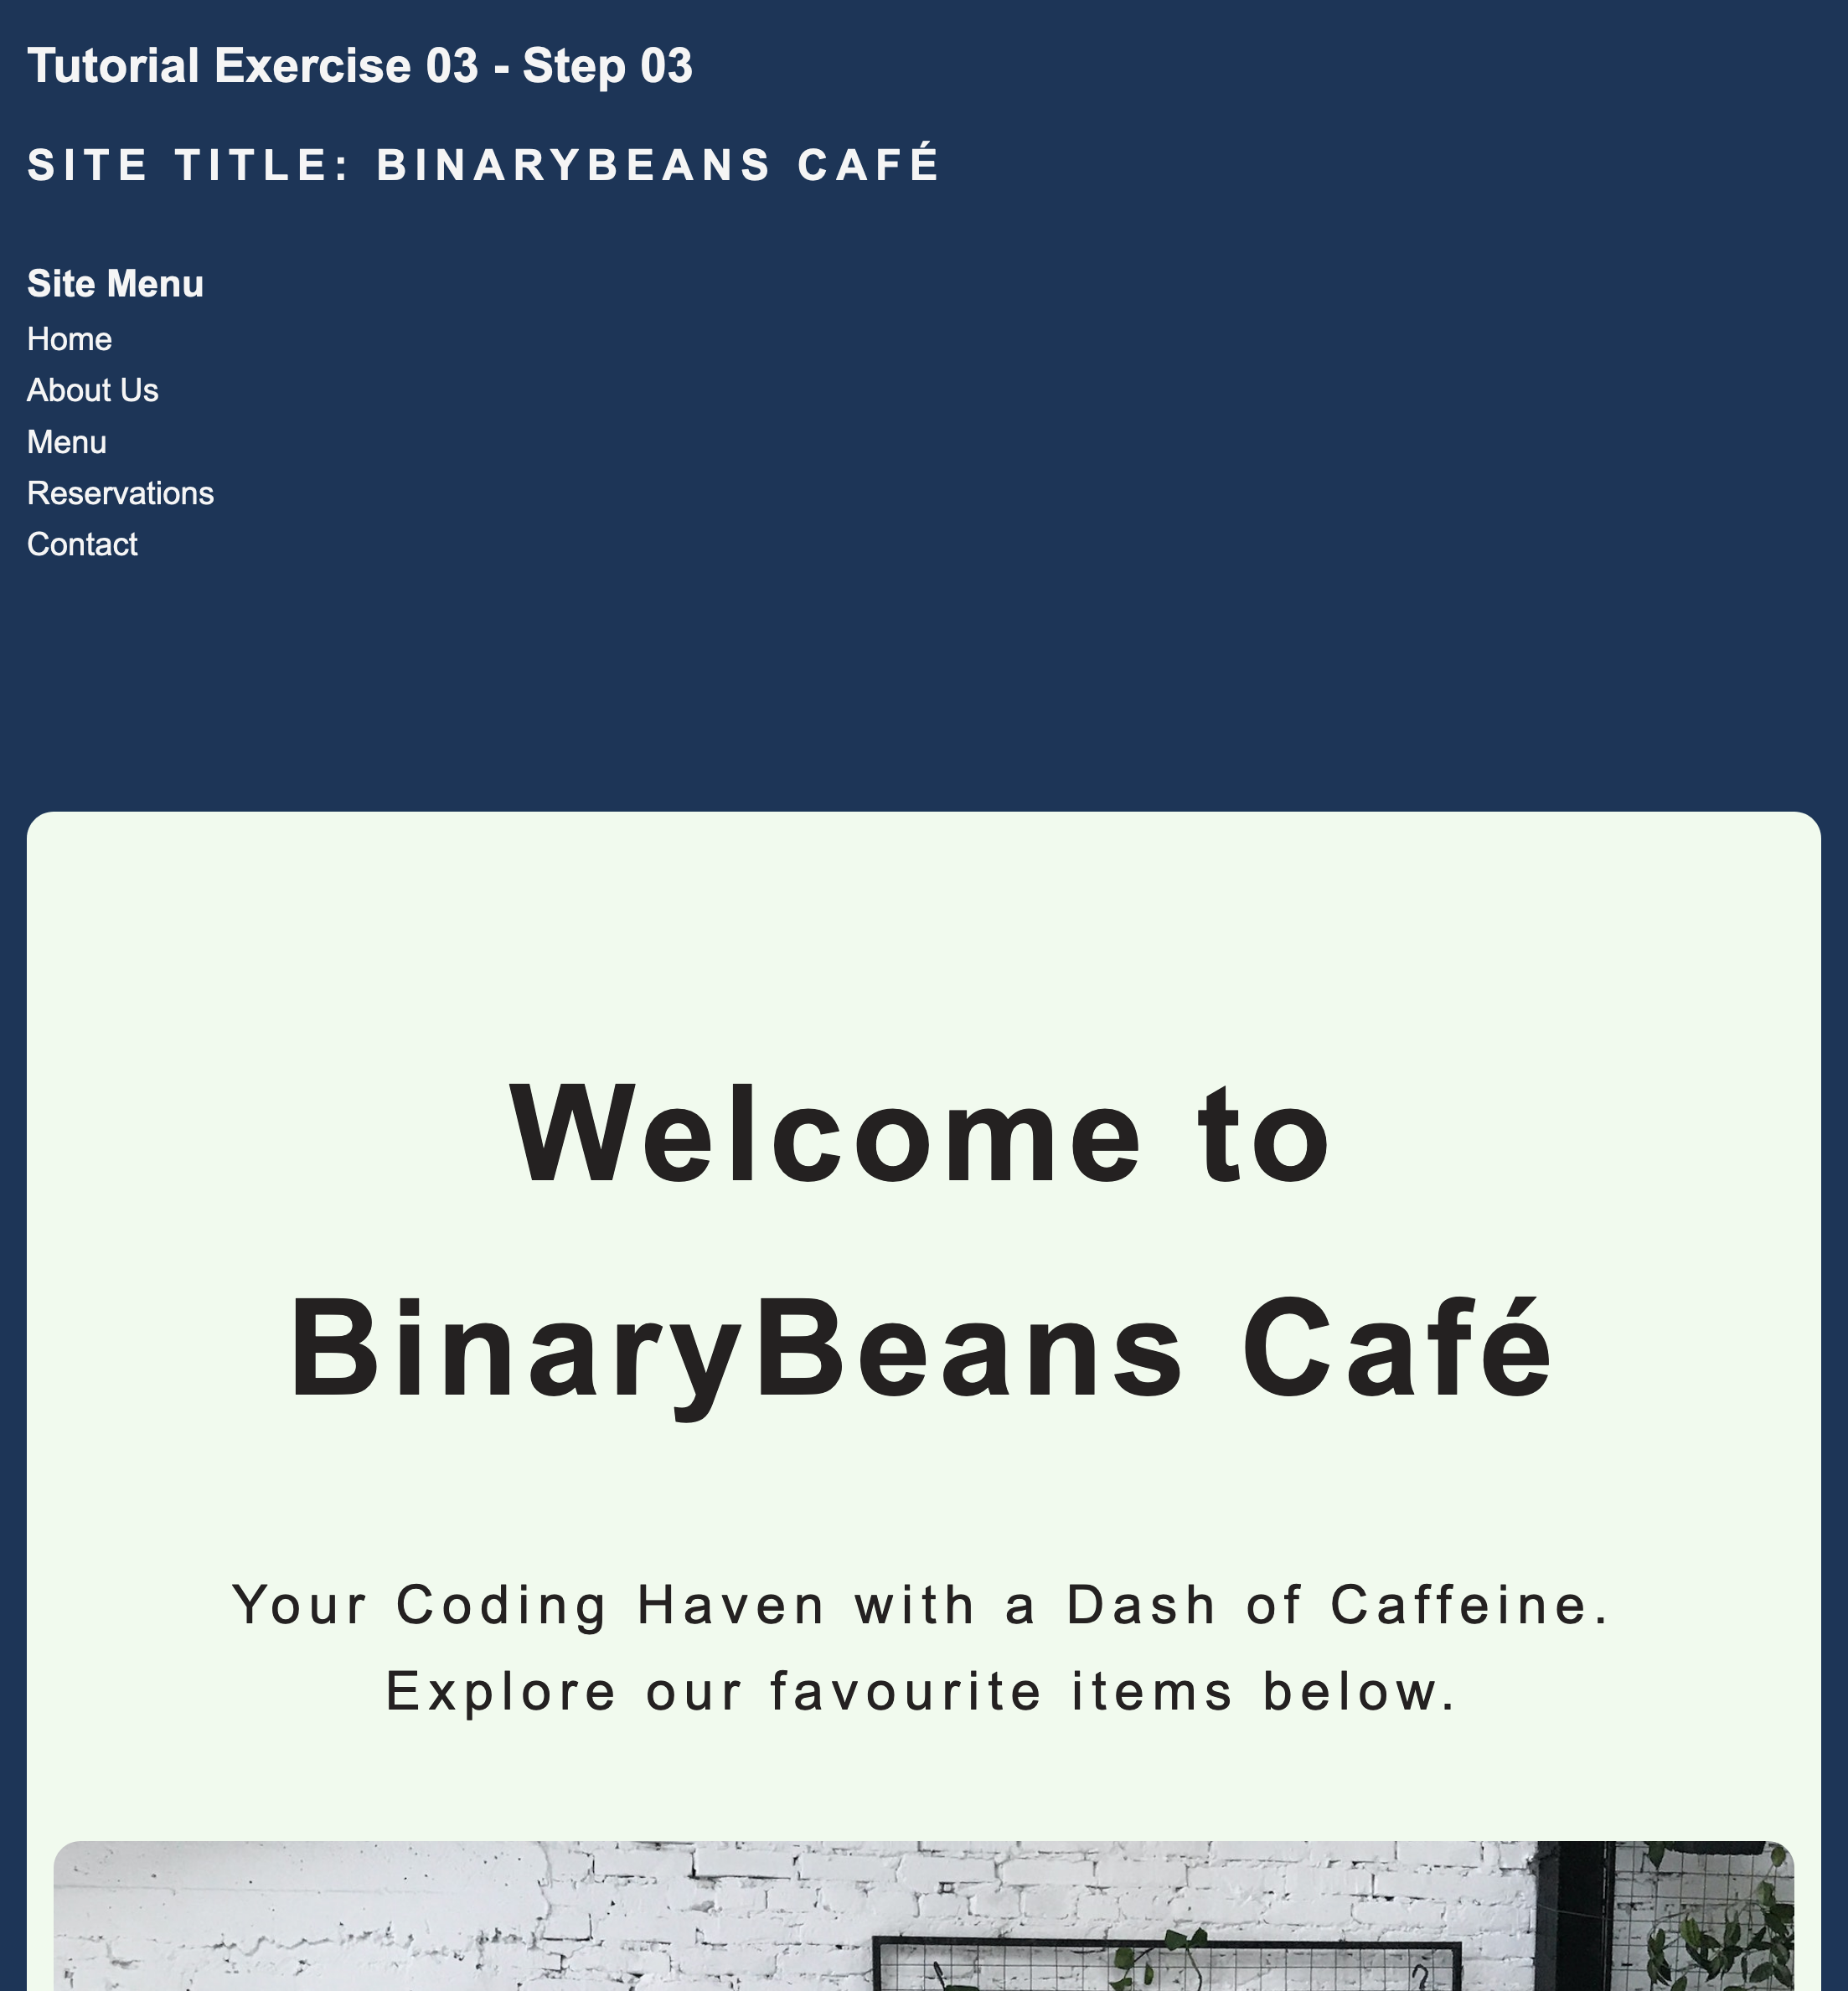 Tutorial Exercise 03 - Step 03
SITE TITLE: BINARYBEANS CAFÉ
Site Menu
Home
About Us
Menu
Reservations
Contact
Welcome to
BinaryBeans Café
Your Coding Haven with a Dash of Caffeine.
Explore our favourite items below.